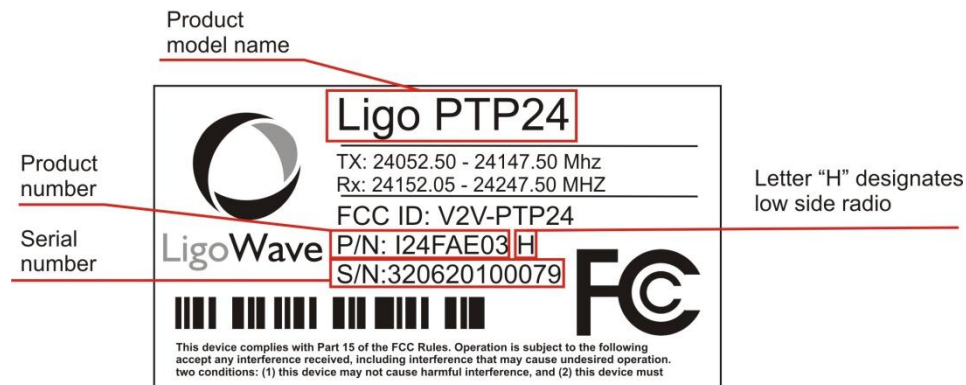 Product
model name
Ligo PTP24
TX: 24052.50 - 24147.50 Mhz
Rx: 24152.05 - 24247.50 MHZ
Product
number
Letter “H” designates
low side radio
FCC ID: V2V-PTP24
P/N: I24FAE03 H
Serial
number
LigoWave
S/N:320620100079
FCC
This device complies with Part 15 of the FCC Rules. Operation is subject to the following
accept any interference received, including interference that may cause undesired operation.
two conditions: (1) this device may not cause harmful interference, and (2) this device must